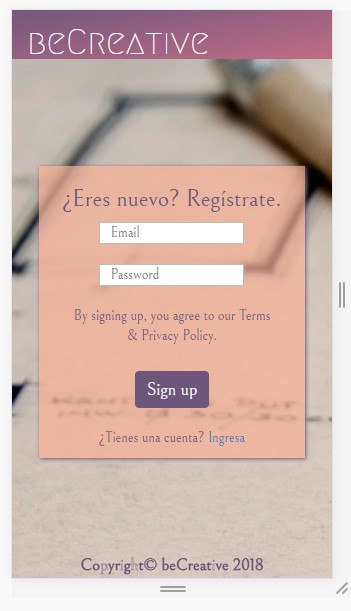 BeCreative
¿Eres nuevo? Regístrate.
Email
Password
By signing up, you agree to our Terms
& Privacy Policy.
Sign up
¿Tienes una cuenta? Ingresa
Copyright© beCreative 2018